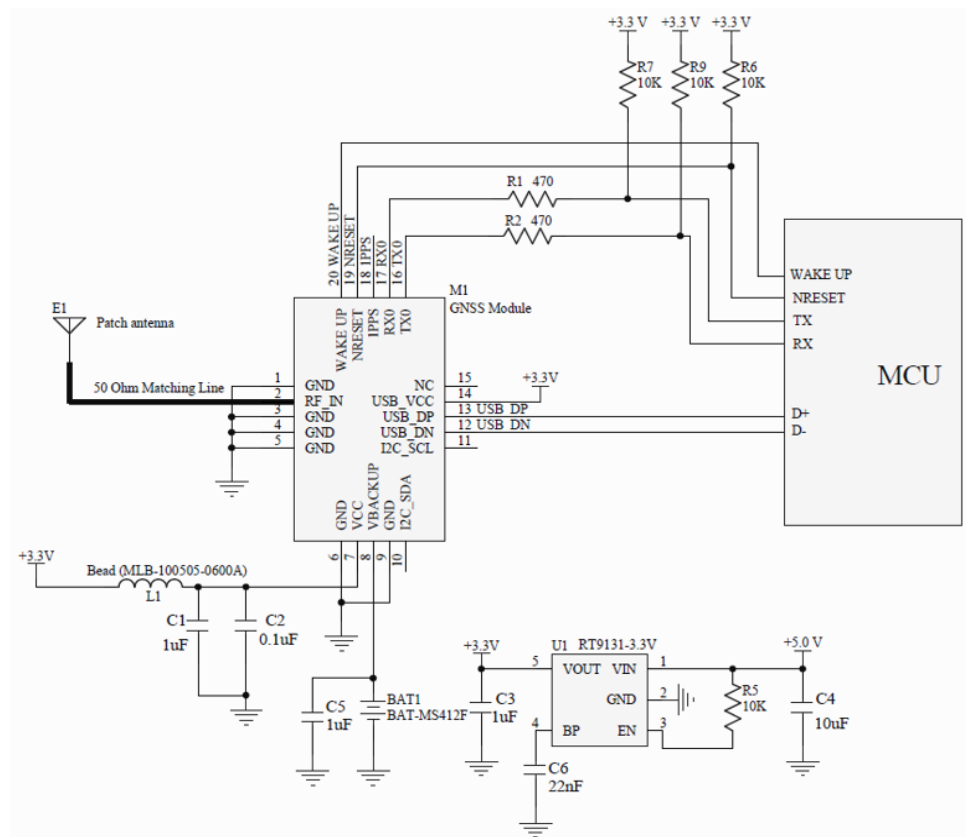 +3.3 V +3.3 V +3.3 V
R7
10K
R9
10K
R6
10K
R1 470
R2 470
20 WAKE UP
19 NRESET
18 1PPS
17 RX0
16 TX0
M1
GNSS Module
E1
Patch antenna
50 Ohm Matching Line
WAKE UP
NRESET
1PPS
RX0
TX0
1 GND
2 RF_IN
3 GND
4 GND
5 GND
NC 15
USB_VCC 14
+3.3V
USB_DP 13 USB DP
USB_DN 12 USB DN
I2C_SCL 11
GND
VCC
VBACKUP
GND
I2C_SDA
6
7
8
9
10
WAKE UP
NRESET
TX
RX
MCU
D+
D-
+3.3V
Bead (MLB-100505-0600A)
L1
C1
1uF
C2
0.1uF
C5
1uF
BAT1
BAT-MS412F
+3.3V
U1 RT9131-3.3V
+5.0 V
5 VOUT VIN 1
GND 2
4 BP EN 3
C3
1uF
R5
10K
C4
10uF
C6
22nF